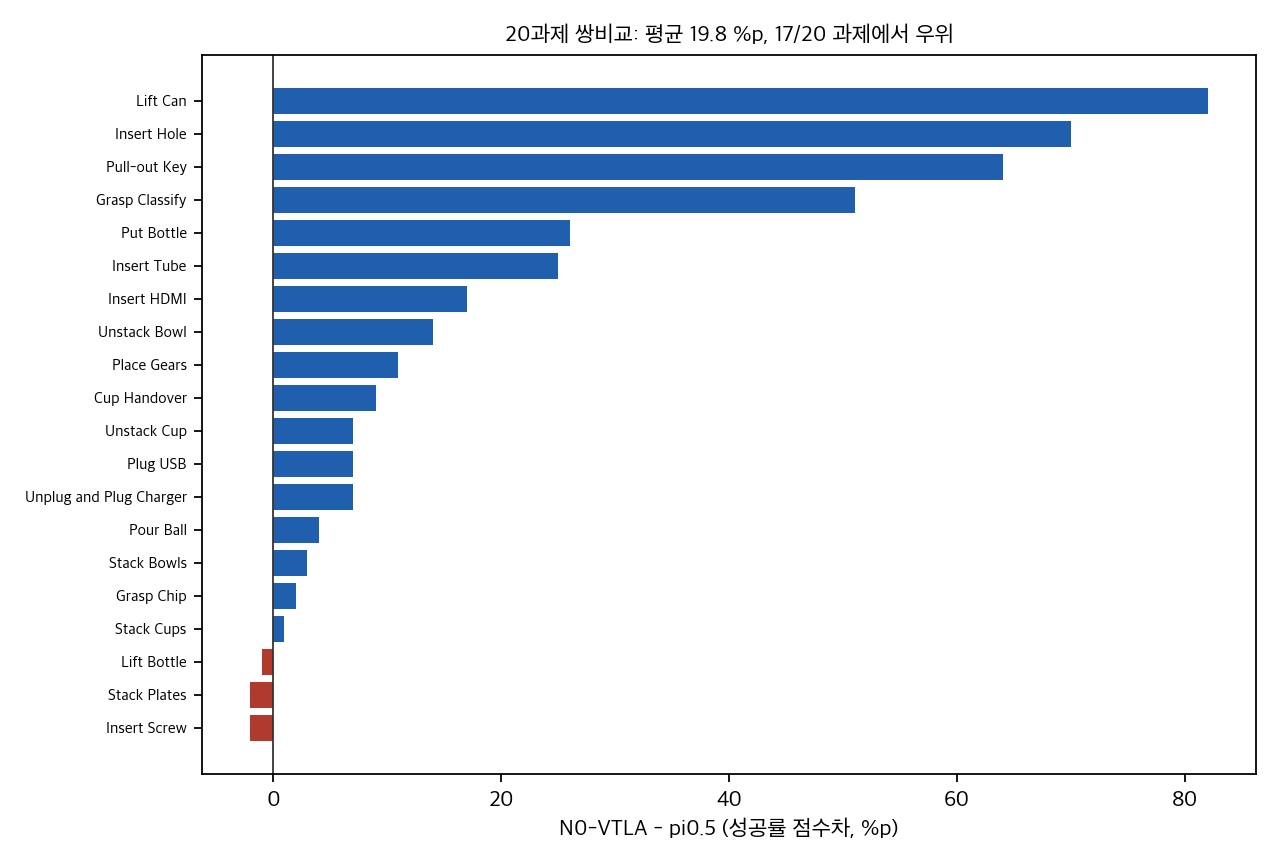 20과제 쌍비교: 평균 19.8 %p, 17/20 과제에서 우위
Lift Can
Insert Hole
Pull-out Key
Grasp Classify
Put Bottle
Insert Tube
Insert HDMI
Unstack Bowl
Place Gears
Cup Handover
Unstack Cup
Plug USB
Unplug and Plug Charger
Pour Ball
Stack Bowls
Grasp Chip
Stack Cups
Lift Bottle
Stack Plates
Insert Screw
0 20 40 60 80
N0-VTLA - pi0.5 (성공률 점수차, %p)